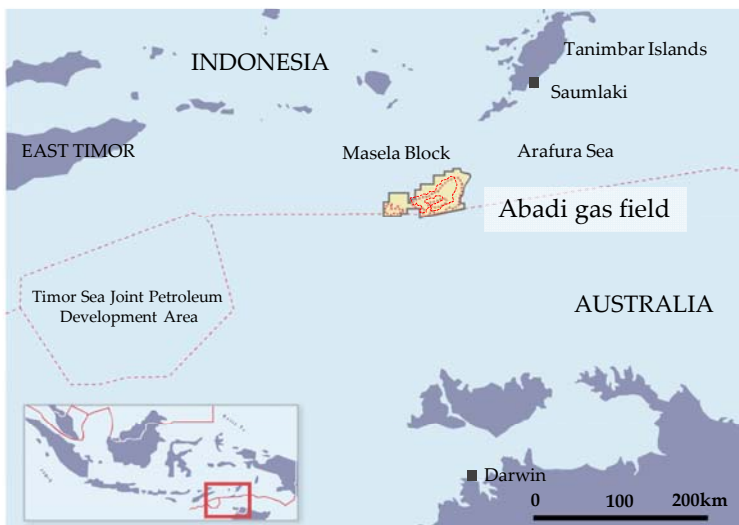 INDONESIA
Tanimbar Islands
Saumlaki
EAST TIMOR
Masela Block
Arafura Sea
Abadi gas field
Timor Sea Joint Petroleum
Development Area
AUSTRALIA
Darwin
0 100 200km